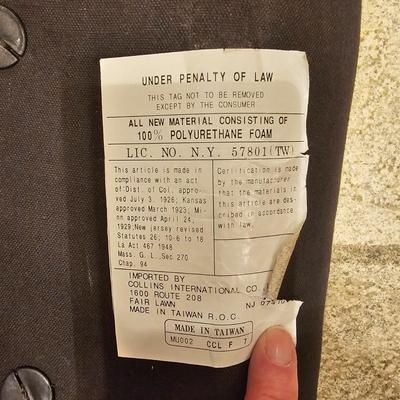 UNDER PENALTY OF LAW
THIS TAG NOT TO BE REMOVED
EXCEPT BY THE CONSUMER
ALL NEW MATERIAL CONSISTING OF
100% POLYURETHANE FOAM
LIC. NO. N.Y. 57801(TW)
This article is made in
compliance with an act
of:Dist. of Col. appro-
ved July 3, 1926; Kansas
approved March 1923; Mi-
nn approved April 24,
1929;New jersey revised
Statures 26; 10-6 to 18
La Act 467 1948
Mass. G. L., Sec 270
Chap. 94
Certification is made
by the manufacturer
that the materials in
this article are des-
cribed in accordance
with law.
IMPORTED BY
COLLINS INTERNATIONAL CO.
1600 ROUTE 208
FAIR LAWN NJ
MADE IN TAIWAN R.O.C.
MADE IN TAIWAN
MU002 CCL F 7